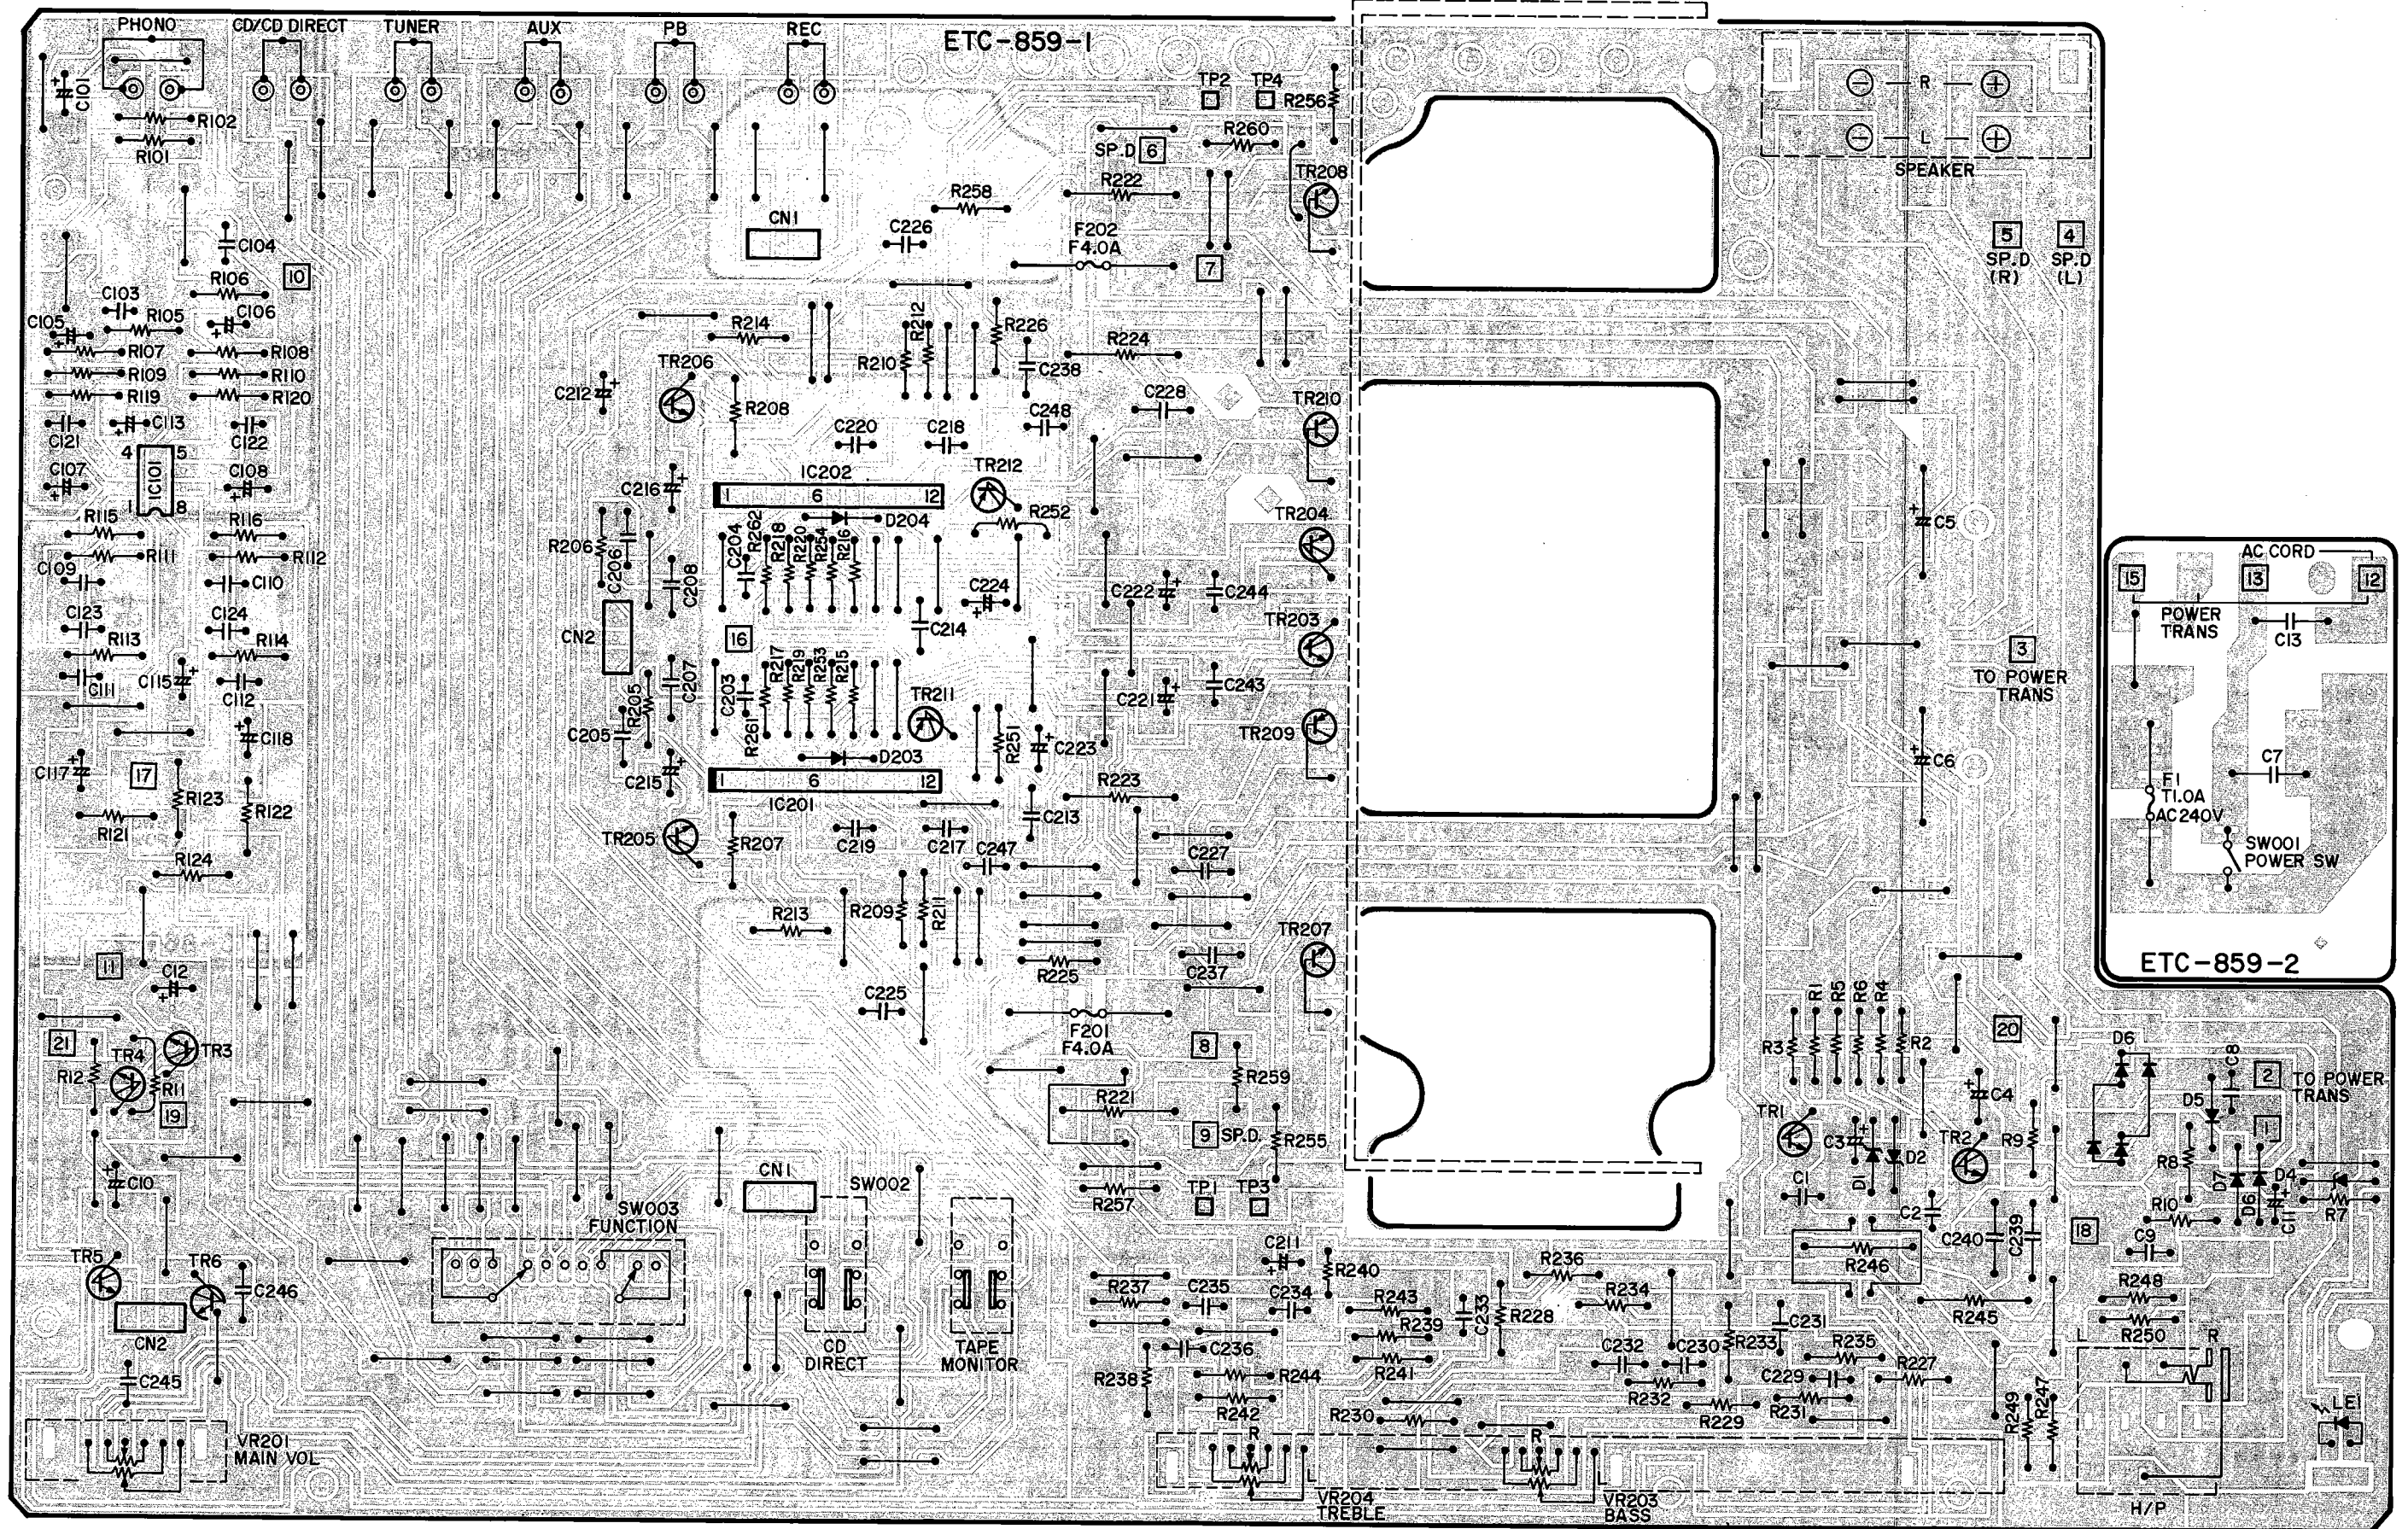 PHONO
CD/CD DIRECT
TUNER
AUX
PB
REC
ETC-859-1
C101
R102
R101
TP2
TP4
R256
R260
SP.D 6
R222
TR208
R
L
SPEAKER
R258
CN1
C226
F202
F4.0A
7
5
SP.D
(R)
4
SP.D
(L)
C104
10
R106
C103
C105
R105
C106
R107
R108
R109
R110
R119
R120
C121
C113
C122
4
5
IC101
1
8
C107
C108
R115
R116
R111
R112
C109
C110
C123
C124
R113
R114
C111
C115
C112
C118
C117
17
R123
R122
R121
R124
R214
R210
R212
R226
C238
R224
TR206
C212
R208
C228
C220
C218
C248
TR210
IC202
1
6
12
TR212
C216
D204
R252
TR204
R206
C206
C208
C204
R262
R218
R220
R254
R216
C224
C222
C244
CN2
16
C214
TR203
R217
R219
R253
R215
C207
C203
R205
R261
TR211
C221
C243
C205
R251
C223
TR209
C215
D203
1
6
12
IC201
R223
C213
TR205
R207
C219
C217
C247
C227
R213
R209
R211
R225
C237
TR207
C225
F201
F4.0A
C5
C6
3
TO POWER
TRANS
AC CORD
15
13
12
POWER
TRANS
C13
C7
F1
T1.0A
AC240V
SW001
POWER SW
ETC-859-2
11
C12
21
TR4
TR3
R12
R11
19
C10
TR5
TR6
C246
CN2
C245
VR201
MAIN VOL
SW003
FUNCTION
CN1
SW002
CD
DIRECT
TAPE
MONITOR
8
R259
R221
9 SP.D.
R255
TP1
TP3
R257
C211
R240
R237
C235
C234
C236
R238
R244
R242
R243
R239
R241
R230
C233
R228
R236
R234
C232
C230
R232
R229
R233
C231
R235
C229
R231
R227
R
L
VR204
TREBLE
R
L
VR203
BASS
R3
R1
R5
R6
R4
R2
20
TR1
C3
D1
D2
C1
C2
C4
TR2
R9
C240
C239
R246
R245
18
D6
C8
2
TO POWER
TRANS
D5
1
R8
D7
D6
D4
C11
R7
R10
C9
R248
R250
R249
R247
L
R
H/P
LE1